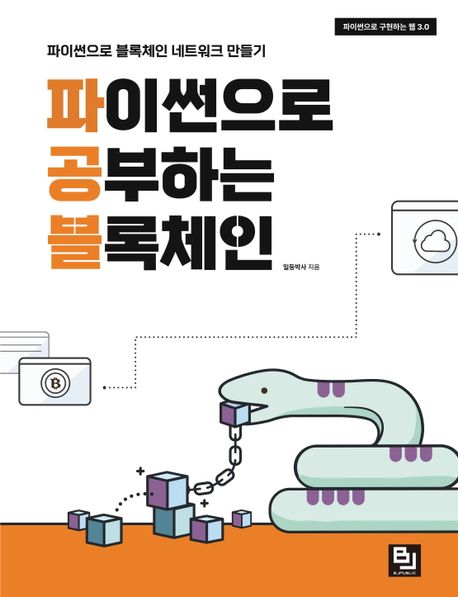 파이썬으로 구현하는 웹 3.0
파이썬으로 블록체인 네트워크 만들기
파이썬으로
공부하는
블록체인
일등박사 지음
BJ
BJPUBLIC